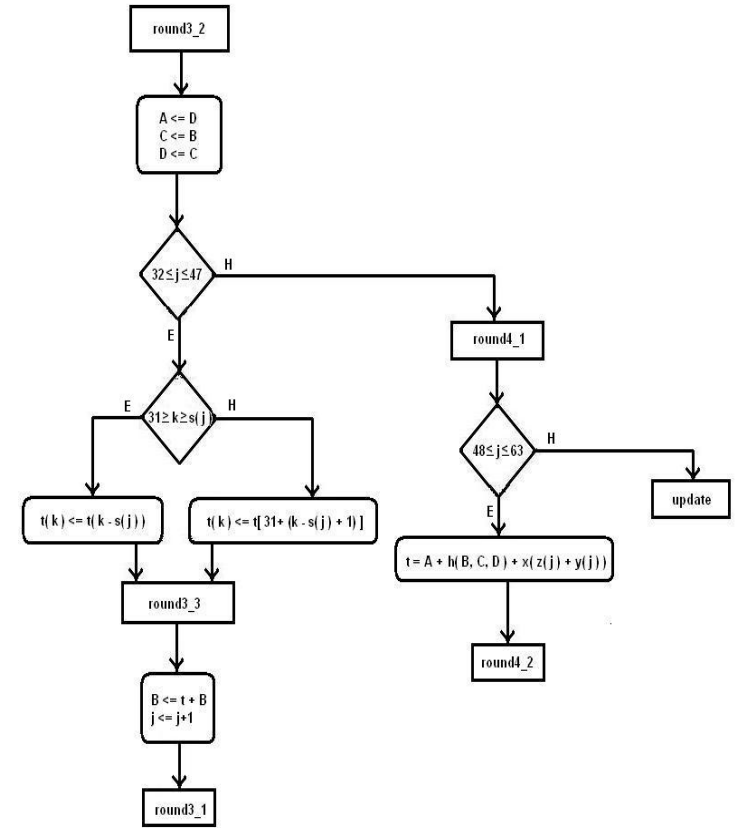 round3_2
A <= D
C <= B
D <= C
32≤j≤47
H
E
round4_1
31≥k≥s( j )
E
H
48≤j≤63
H
E
update
t( k ) <= t( k - s( j ) )
t( k ) <= t[ 31+ (k - s( j ) + 1) ]
t = A + h( B, C, D ) + x( z( j ) + y( j ) )
round3_3
round4_2
B <= t + B
j <= j+1
round3_1